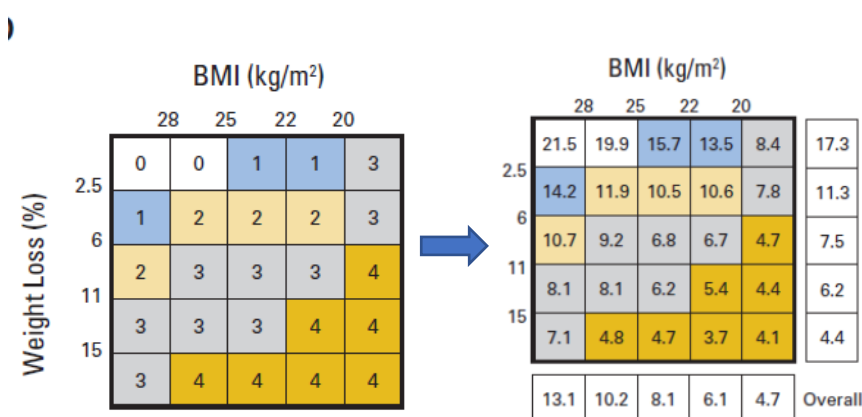 )
BMI (kg/m²)
28 25 22 20
0 0 1 1 3
2.5
1 2 2 2 3
6
2 3 3 3 4
11
3 3 3 4 4
15
3 4 4 4 4
Weight Loss (%)
BMI (kg/m²)
28 25 22 20
21.5 19.9 15.7 13.5 8.4 17.3
2.5
14.2 11.9 10.5 10.6 7.8 11.3
6
10.7 9.2 6.8 6.7 4.7 7.5
11
8.1 8.1 6.2 5.4 4.4 6.2
15
7.1 4.8 4.7 3.7 4.1 4.4
13.1 10.2 8.1 6.1 4.7 Overall